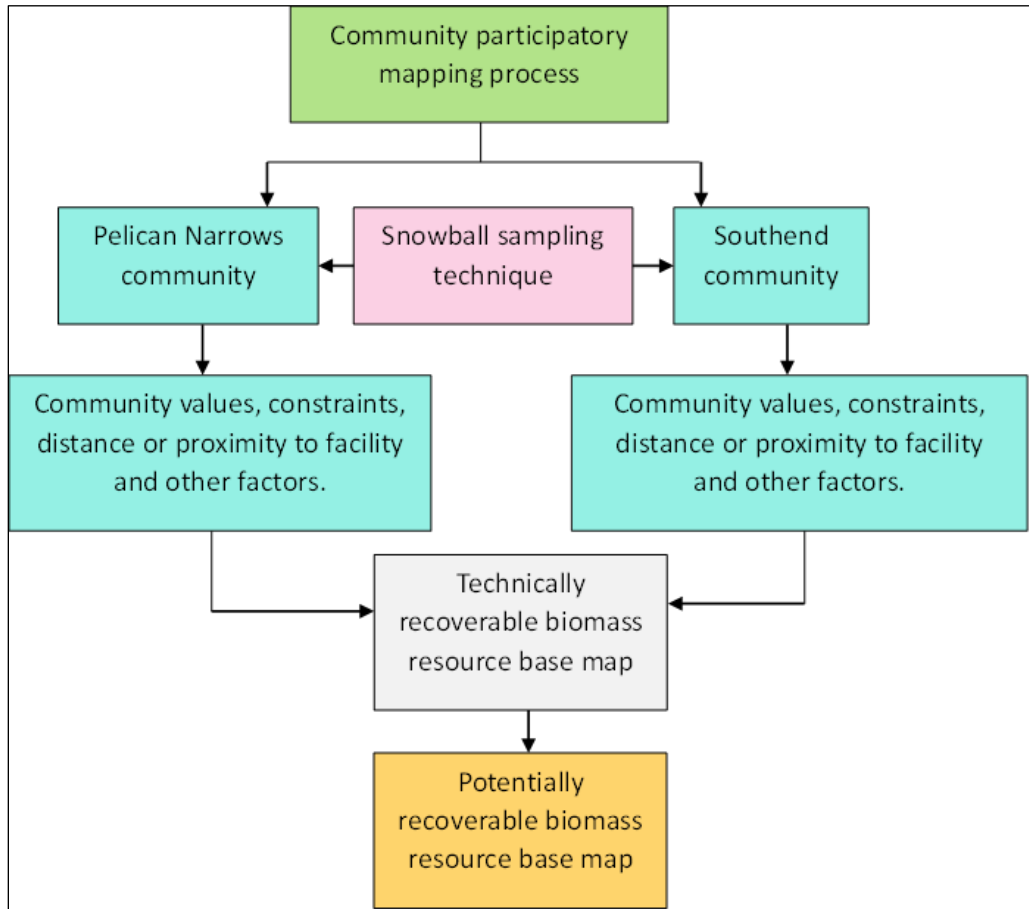 Community participatory
mapping process
Pelican Narrows
community
Snowball sampling
technique
Southend
community
Community values, constraints,
distance or proximity to facility
and other factors.
Community values, constraints,
distance or proximity to facility
and other factors.
Technically
recoverable biomass
resource base map
Potentially
recoverable biomass
resource base map